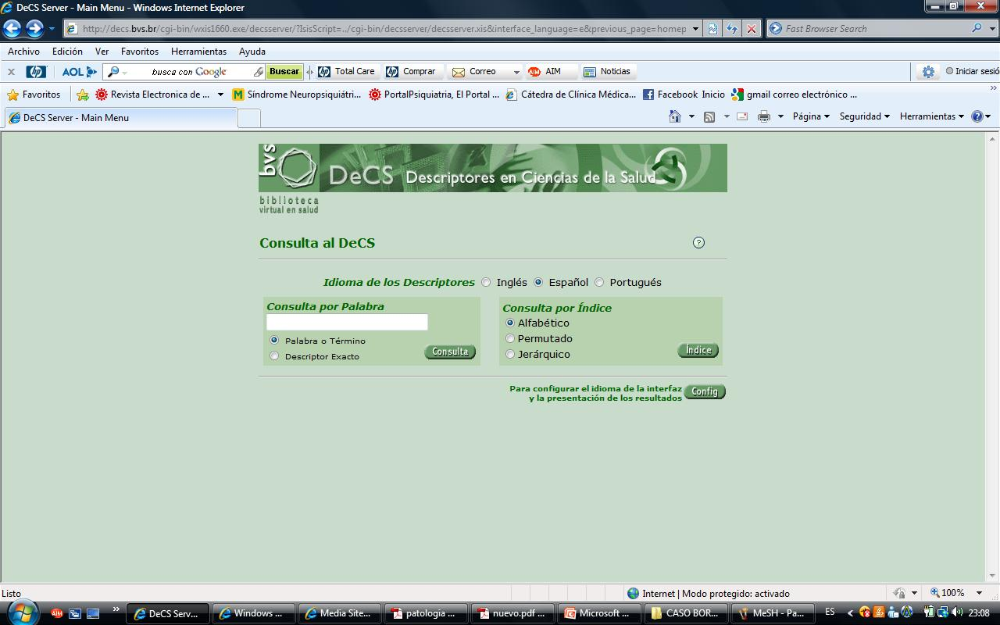 DeCS Server - Main Menu - Windows Internet Explorer
http://decs.bvs.br/cgi-bin/wxis1660.exe/decsserver/?IsisScript=../cgi-bin/decsserver/decsserver.xis&interface_language=e&previous_page=homep
Fast Browser Search
Archivo Edición Ver Favoritos Herramientas Ayuda
x hp AOL busca con Google Buscar hp Total Care hp Comprar Correo AIM AIM Noticias Iniciar sesió
Favoritos Revista Electronica de ... M Síndrome Neuropsiquiátri... PortalPsiquiatria, El Portal ... Cátedra de Clínica Médica... Facebook Inicio gmail correo electrónico ... »
DeCS Server - Main Menu Página Seguridad Herramientas
bvs DeCS Descriptores en Ciencias de la Salud
biblioteca
virtual en salud
Consulta al DeCS ?
Idioma de los Descriptores Inglés Español Portugués
Consulta por Palabra
Palabra o Término
Descriptor Exacto
Consulta
Consulta por Índice
Alfabético
Permutado
Jerárquico
Índice
Para configurar el idioma de la interfaz
y la presentación de los resultados
Config
Listo Internet | Modo protegido: activado 100%
AIM » DeCS Serv... Windows ... Media Site... patologia ... nuevo.pdf ... Microsoft ... CASO BOR... MeSH - Pa... ES < 23:08